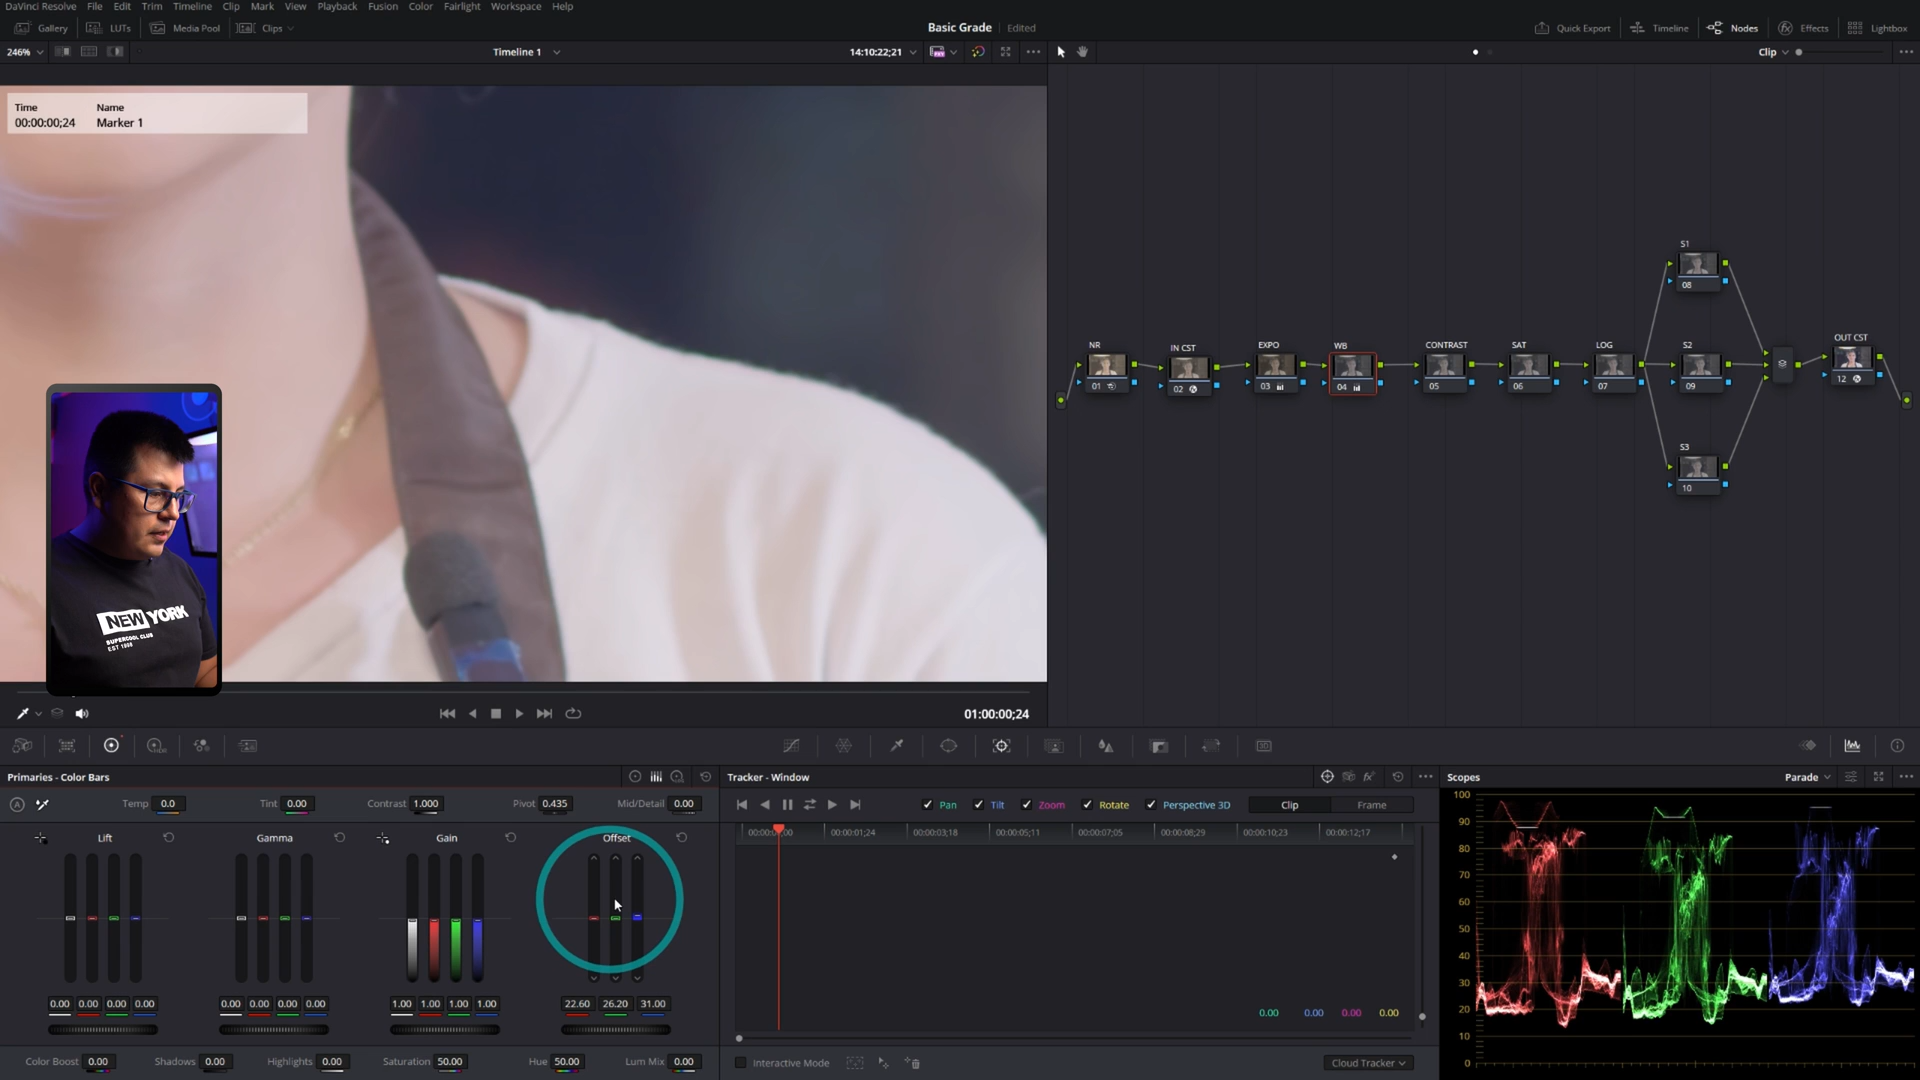 DaVinci Resolve File Edit Trim Timeline Clip Mark View Playback Fusion Color Fairlight Workspace Help
Gallery LUTs Media Pool Clips Basic Grade Edited Quick Export Timeline Nodes Effects Lightbox
246% Timeline 1 14:10:22;21 Clip
Time Name
00:00:00;24 Marker 1
S1
08
NR IN CST EXPO WB CONTRAST SAT LOG S2 OUT CST
01 02 03 04 05 06 07 09 12
S3
10
NEW YORK
SUPERCOOL CLUB
EST 1998
01:00:00;24
Primaries - Color Bars
Temp 0.0 Tint 0.00 Contrast 1.000 Pivot 0.435 Mid/Detail 0.00
Lift Gamma Gain Offset
0.00 0.00 0.00 0.00 0.00 0.00 0.00 0.00 1.00 1.00 1.00 1.00 22.60 26.20 31.00
Color Boost 0.00 Shadows 0.00 Highlights 0.00 Saturation 50.00 Hue 50.00 Lum Mix 0.00
Tracker - Window
Pan Tilt Zoom Rotate Perspective 3D Clip Frame
00:00:01;24 00:00:03;18 00:00:05;11 00:00:07;05 00:00:08;29 00:00:10;23 00:00:12;17
0.00 0.00 0.00 0.00
Interactive Mode Cloud Tracker
Scopes Parade
100
90
80
70
60
50
40
30
20
10
0